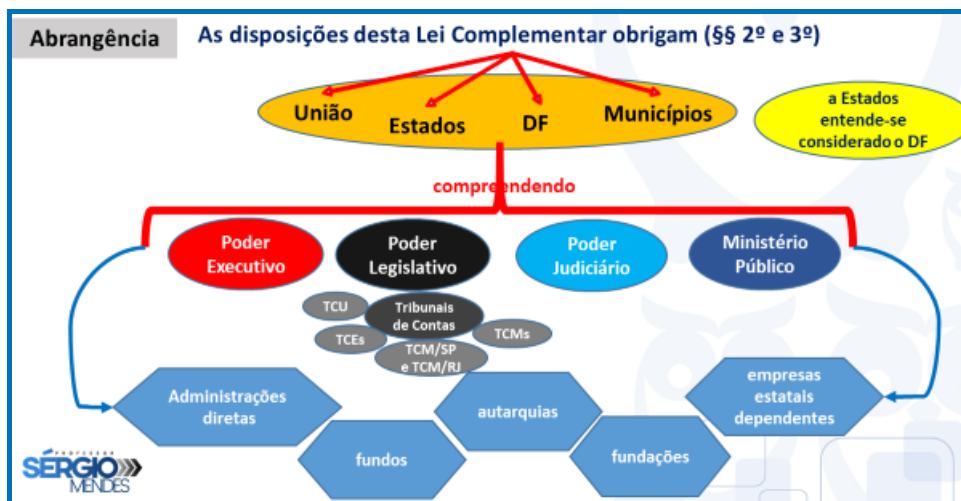 Abrangência
As disposições desta Lei Complementar obrigam (§§ 2º e 3º)
União
Estados
DF
Municípios
a Estados
entende-se
considerado o DF
compreendendo
Poder
Executivo
Poder
Legislativo
Poder
Judiciário
Ministério
Público
TCU
Tribunais
de Contas
TCEs
TCMs
TCM/SP
e TCM/RJ
Administrações
diretas
fundos
autarquias
fundações
empresas
estatais
dependentes
PROFESSOR
SÉRGIO
MENDES